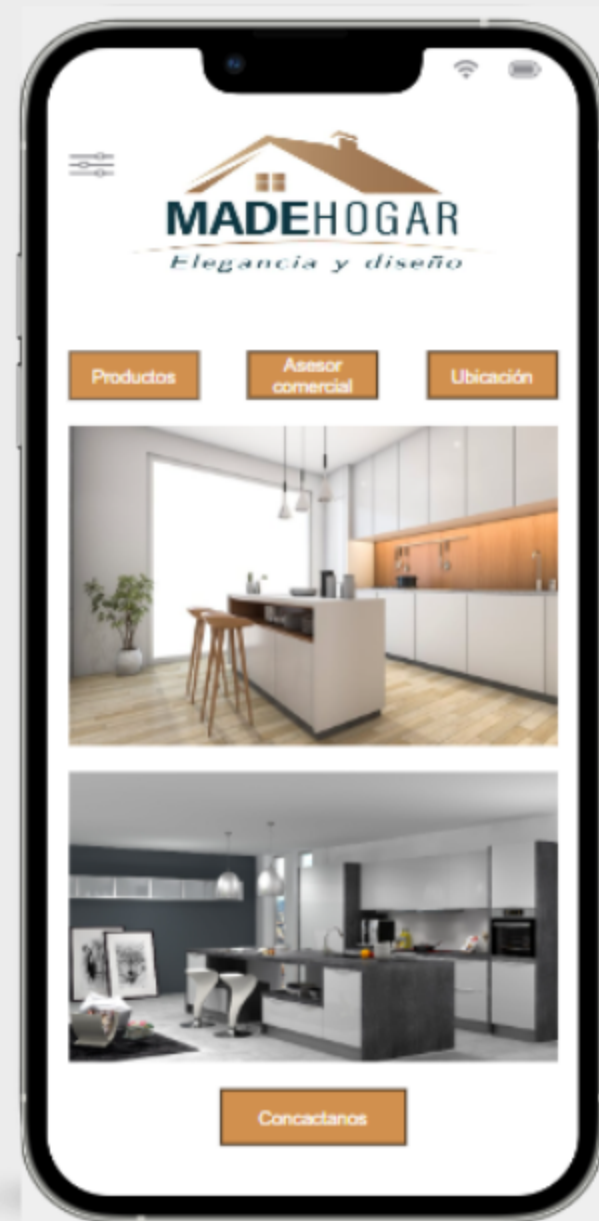 MADEHOGAR
Elegancia y diseño
Productos
Asesor
comercial
Ubicación
Concactanos